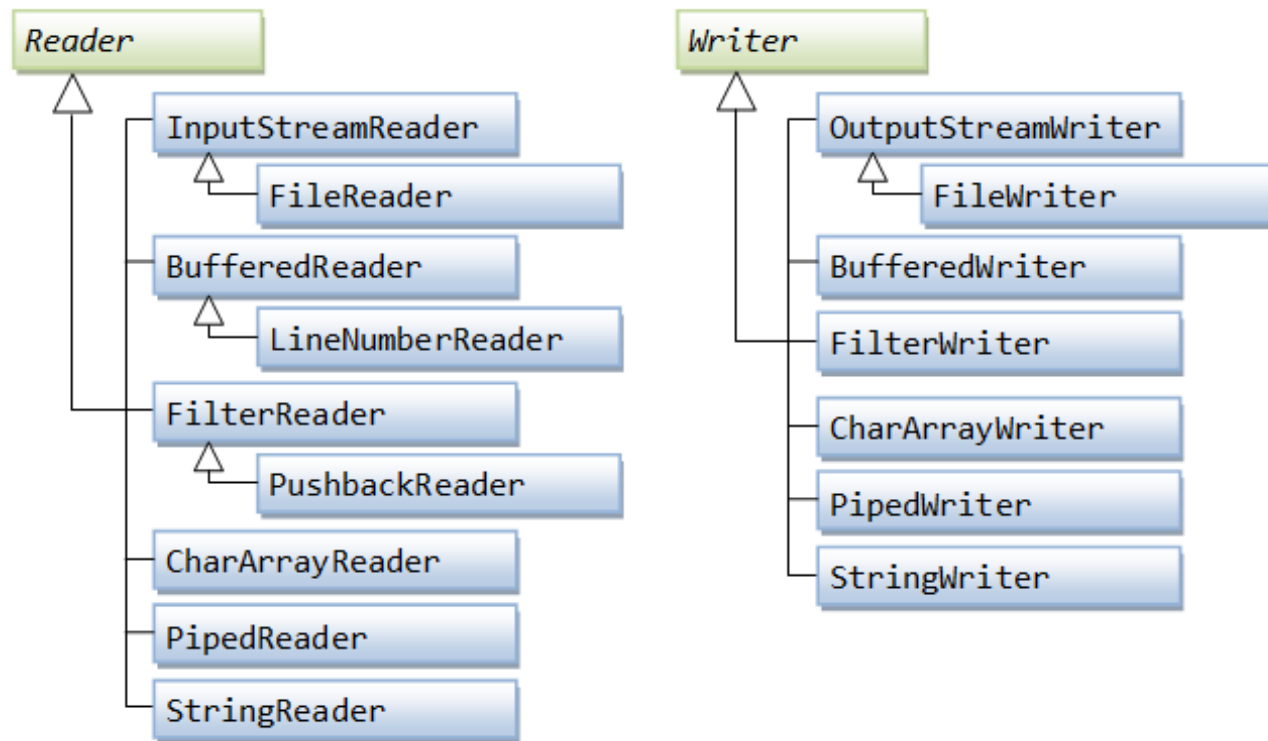 Reader
InputStreamReader
FileReader
BufferedReader
LineNumberReader
FilterReader
PushbackReader
CharArrayReader
PipedReader
StringReader
Writer
OutputStreamWriter
FileWriter
BufferedWriter
FilterWriter
CharArrayWriter
PipedWriter
StringWriter